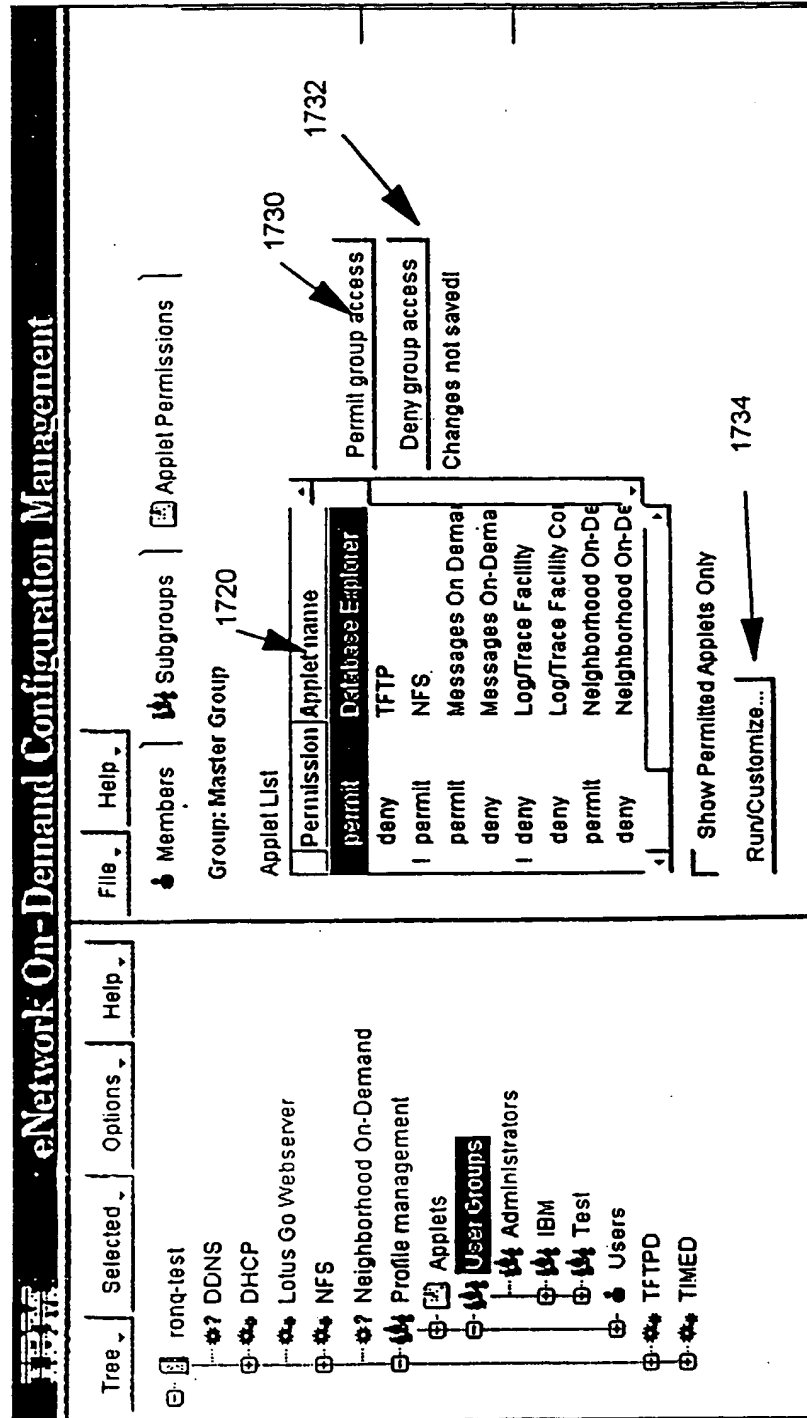 IBM eNetwork On-Demand Configuration Management
Tree Selected Options Help
ronq-test
? DDNS
DHCP
Lotus Go Webserver
NFS
? Neighborhood On-Demand
Profile management
Applets
User Groups
Administrators
IBM
Test
Users
TFTPD
TIMED
File Help
Members Subgroups Applet Permissions
Group: Master Group
1720
Applet List
Permission Applet name
permit Database Explorer
deny TFTP
! permit NFS
permit Messages On Deman
deny Messages On-Dema
! deny Log/Trace Facility
deny Log/Trace Facility Co
permit Neighborhood On-De
deny Neighborhood On-De
Show Permitted Applets Only
Run/Customize...
1734
Permit group access
1730
Deny group access
1732
Changes not saved!